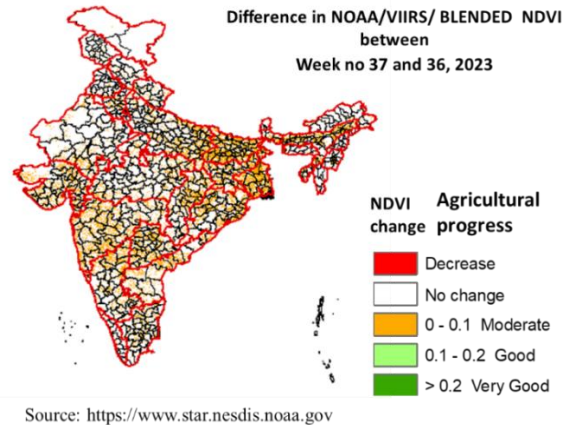 Difference in NOAA/VIIRS/ BLENDED NDVI
between
Week no 37 and 36, 2023
NDVI change
Agricultural progress
Decrease
No change
0 - 0.1 Moderate
0.1 - 0.2 Good
> 0.2 Very Good
Source: https://www.star.nesdis.noaa.gov